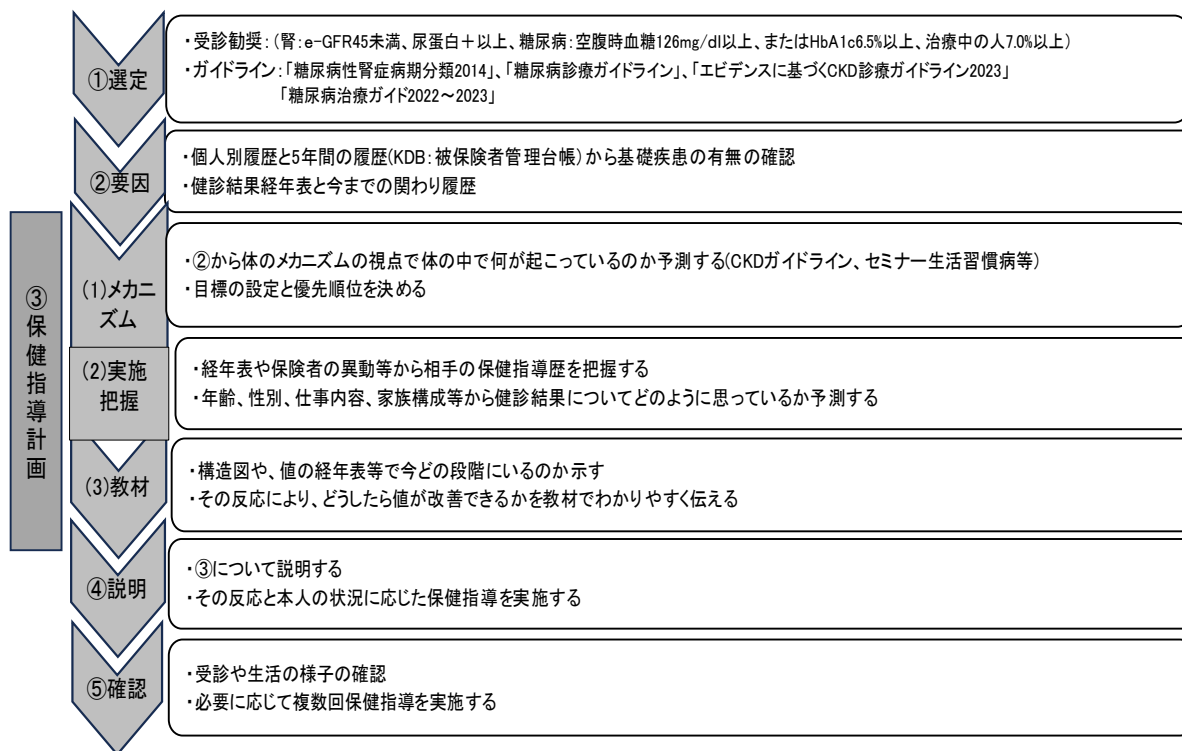 ①選定
・受診勧奨：（腎：e-GFR45未満、尿蛋白＋以上、糖尿病：空腹時血糖126mg/dl以上、またはHbA1c6.5%以上、治療中の人7.0%以上）
・ガイドライン：「糖尿病性腎症病期分類2014」、「糖尿病診療ガイドライン」、「エビデンスに基づくCKD診療ガイドライン2023」
「糖尿病治療ガイド2022～2023」
②要因
・個人別履歴と5年間の履歴(KDB：被保険者管理台帳）から基礎疾患の有無の確認
・健診結果経年表と今までの関わり履歴
③保健指導計画
(1)メカニ
ズム
・②から体のメカニズムの視点で体の中で何が起こっているのか予測する(CKDガイドライン、セミナー生活習慣病等）
・目標の設定と優先順位を決める
(2)実施
把握
・経年表や保険者の異動等から相手の保健指導歴を把握する
・年齢、性別、仕事内容、家族構成等から健診結果についてどのように思っているか予測する
(3)教材
・構造図や、値の経年表等で今どの段階にいるのか示す
・その反応により、どうしたら値が改善できるかを教材でわかりやすく伝える
④説明
・③について説明する
・その反応と本人の状況に応じた保健指導を実施する
⑤確認
・受診や生活の様子の確認
・必要に応じて複数回保健指導を実施する